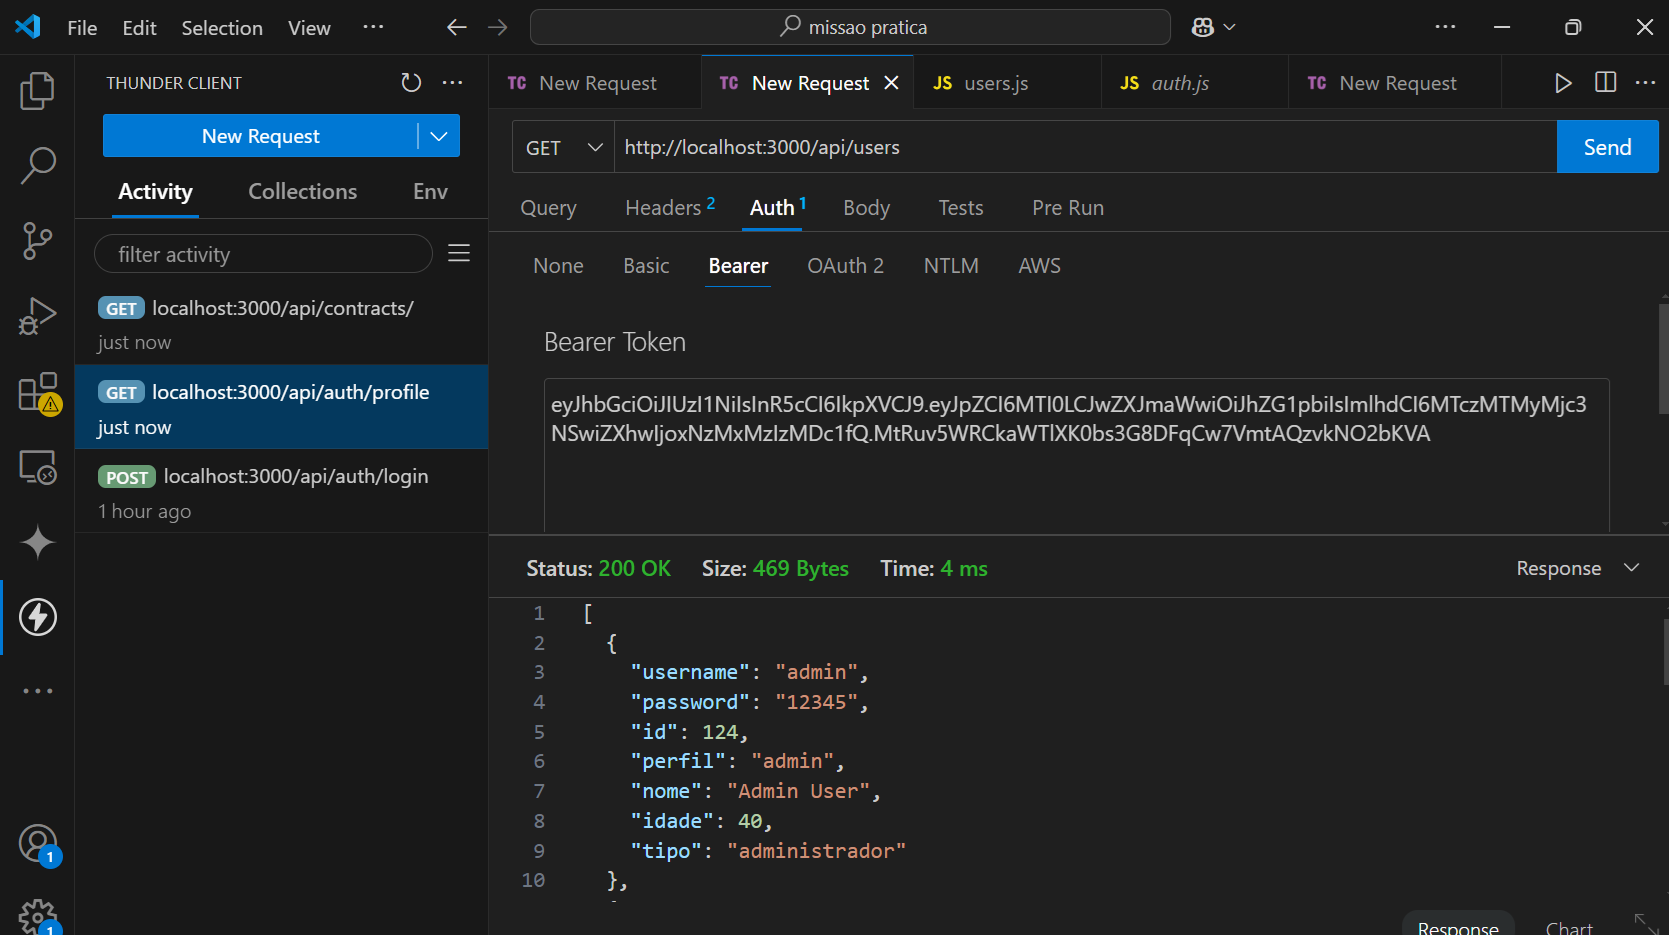 File Edit Selection View ···
missao pratica
THUNDER CLIENT
New Request
Activity Collections Env
filter activity
GET localhost:3000/api/contracts/
just now
GET localhost:3000/api/auth/profile
just now
POST localhost:3000/api/auth/login
1 hour ago
1
1
TC New Request
TC New Request
JS users.js
JS auth.js
TC New Request
GET http://localhost:3000/api/users Send
Query Headers 2 Auth 1 Body Tests Pre Run
None Basic Bearer OAuth 2 NTLM AWS
Bearer Token
Status: 200 OK Size: 469 Bytes Time: 4 ms Response
1 [
2 {
3 "username": "admin",
4 "password": "12345",
5 "id": 124,
6 "perfil": "admin",
7 "nome": "Admin User",
8 "idade": 40,
9 "tipo": "administrador"
10 },
Response Chart